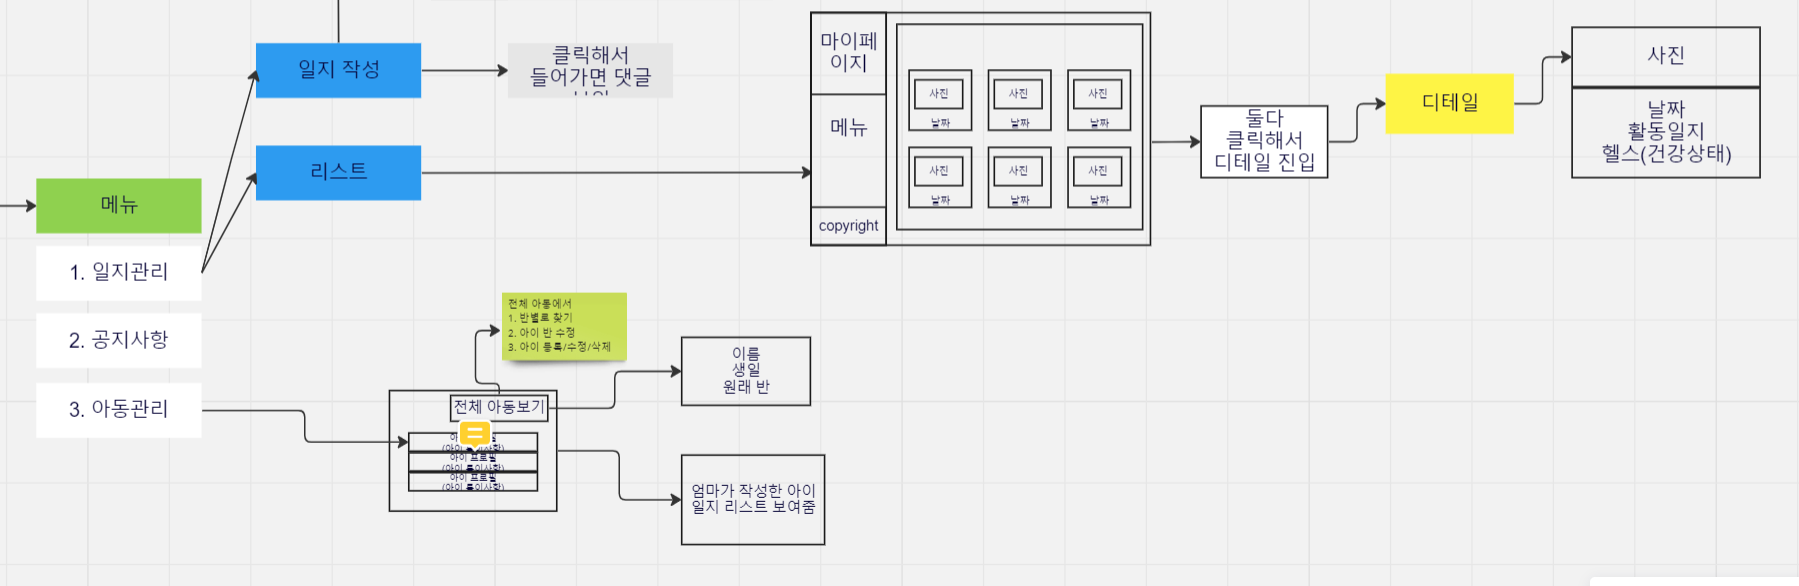 일지 작성
클릭해서
들어가면 댓글
리스트
메뉴
1. 일지관리
2. 공지사항
3. 아동관리
마이페
이지
메뉴
copyright
사진
날짜
사진
날짜
사진
날짜
사진
날짜
사진
날짜
사진
날짜
둘다
클릭해서
디테일 진입
디테일
사진
날짜
활동일지
헬스(건강상태)
전체 아동에서
1. 반별로 찾기
2. 아이 반 수정
3. 아이 등록/수정/삭제
전체 아동보기
(아이 특이사항)
아이 프로필
(아이 특이사항)
아이 프로필
(아이 특이사항)
이름
생일
원래 반
엄마가 작성한 아이
일지 리스트 보여줌